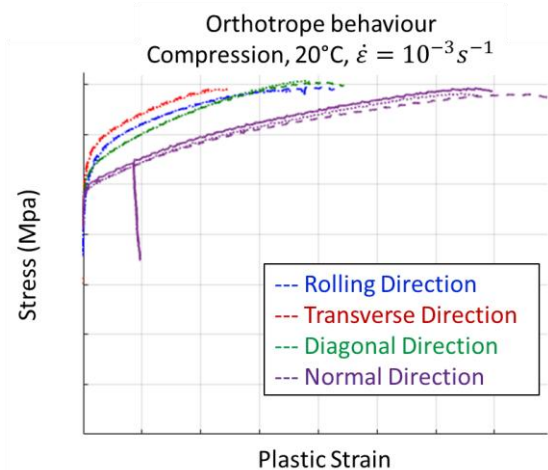 Orthotrope behaviour
Compression, 20°C, ε̇ = 10⁻³s⁻¹
Stress (Mpa)
--- Rolling Direction
--- Transverse Direction
--- Diagonal Direction
--- Normal Direction
Plastic Strain